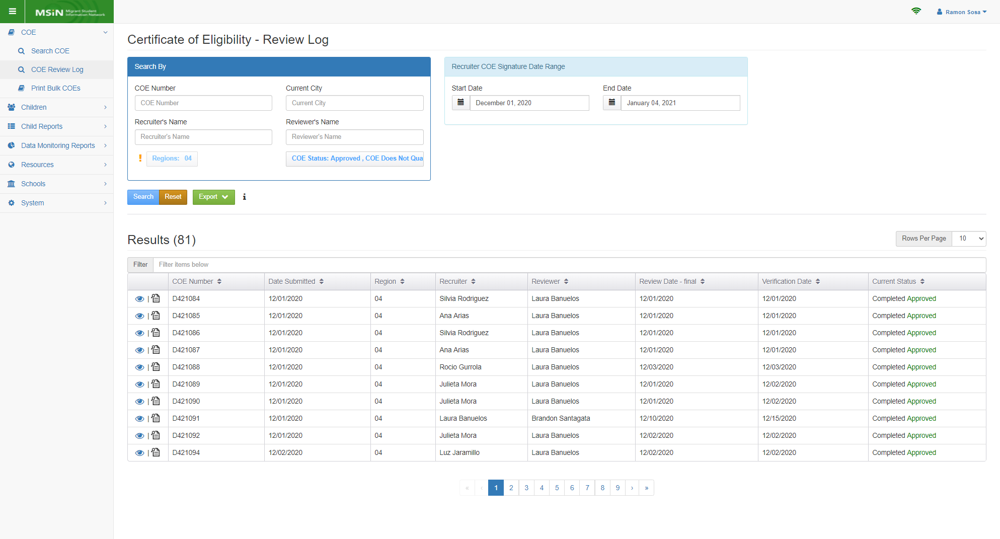 MSiN Migrant Student Information Network
Ramon Sosa
COE
Search COE
COE Review Log
Print Bulk COEs
Children
Child Reports
Data Monitoring Reports
Resources
Schools
System
Certificate of Eligibility - Review Log
Search By
COE Number
Current City
COE Number
Current City
Recruiter's Name
Reviewer's Name
Recruiter's Name
Reviewer's Name
Regions: 04
COE Status: Approved , COE Does Not Qua
Recruiter COE Signature Date Range
Start Date
End Date
December 01, 2020
January 04, 2021
Search
Reset
Export
Results (81)
Rows Per Page 10
Filter Filter items below
COE Number Date Submitted Region Recruiter Reviewer Review Date - final Verification Date Current Status
D421084 12/01/2020 04 Silvia Rodriguez Laura Banuelos 12/01/2020 12/01/2020 Completed Approved
D421085 12/01/2020 04 Ana Arias Laura Banuelos 12/01/2020 12/01/2020 Completed Approved
D421086 12/01/2020 04 Silvia Rodriguez Laura Banuelos 12/01/2020 12/01/2020 Completed Approved
D421087 12/01/2020 04 Ana Arias Laura Banuelos 12/01/2020 12/01/2020 Completed Approved
D421088 12/01/2020 04 Rocio Gurrola Laura Banuelos 12/03/2020 12/03/2020 Completed Approved
D421089 12/01/2020 04 Julieta Mora Laura Banuelos 12/01/2020 12/02/2020 Completed Approved
D421090 12/01/2020 04 Julieta Mora Laura Banuelos 12/01/2020 12/02/2020 Completed Approved
D421091 12/01/2020 04 Laura Banuelos Brandon Santagata 12/10/2020 12/15/2020 Completed Approved
D421092 12/01/2020 04 Julieta Mora Laura Banuelos 12/02/2020 12/02/2020 Completed Approved
D421094 12/02/2020 04 Luz Jaramillo Laura Banuelos 12/02/2020 12/02/2020 Completed Approved
« ‹ 1 2 3 4 5 6 7 8 9 › »